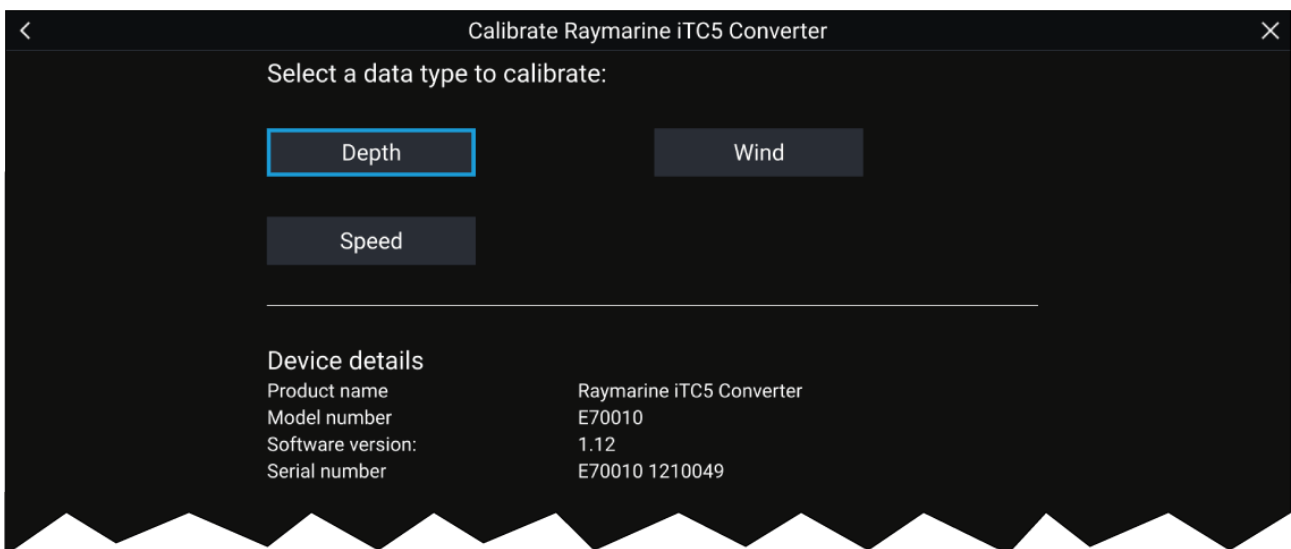 Calibrate Raymarine iTC5 Converter
Select a data type to calibrate:
Depth Wind
Speed
Device details
Product name Raymarine iTC5 Converter
Model number E70010
Software version: 1.12
Serial number E70010 1210049